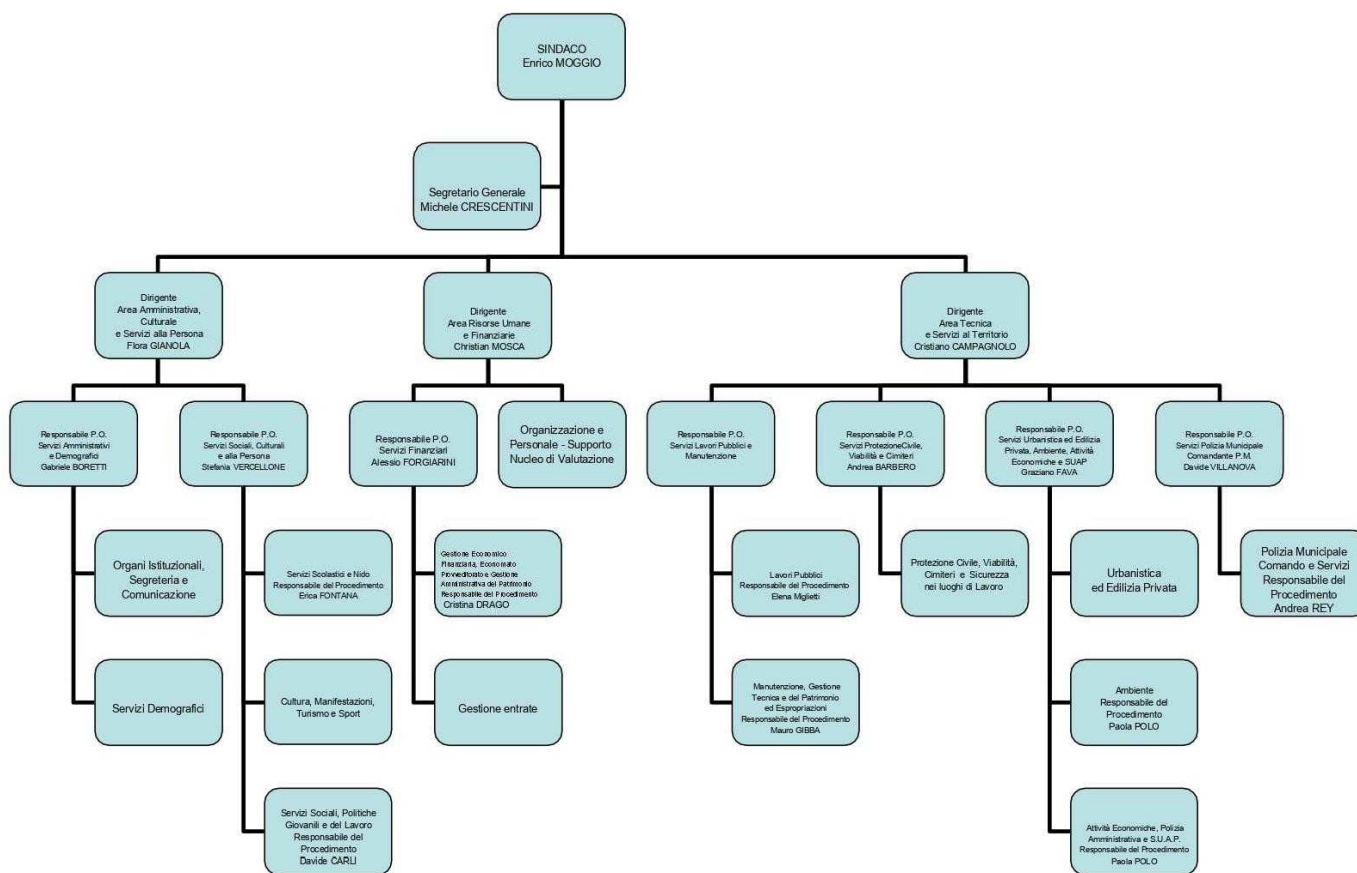 SINDACO
Enrico MOGGIO
Segretario Generale
Michele CRESCENTINI
Dirigente
Area Amministrativa,
Culturale
e Servizi alla Persona
Flora GIANOLA
Dirigente
Area Risorse Umane
e Finanziarie
Christian MOSCA
Dirigente
Area Tecnica
e Servizi al Territorio
Cristiano CAMPAGNOLO
Responsabile P.O.
Servizi Amministrativi
e Demografici
Gabriele BORETTI
Responsabile P.O.
Servizi Sociali, Culturali
e alla Persona
Stefania VERCELLONE
Responsabile P.O.
Servizi Finanziari
Alessio FORGIARINI
Organizzazione e
Personale - Supporto
Nucleo di Valutazione
Responsabile P.O.
Servizi Lavori Pubblici e
Manutenzione
Responsabile P.O.
Servizi ProtezioneCivile,
Viabilità e Cimiteri
Andrea BARBERO
Responsabile P.O.
Servizi Urbanistica ed Edilizia
Privata, Ambiente, Attività
Economiche e SUAP
Graziano FAVA
Responsabile P.O.
Servizi Polizia Municipale
Comandante P.M.
Davide VILLANOVA
Organi Istituzionali,
Segreteria e
Comunicazione
Servizi Scolastici e Nido
Responsabile del Procedimento
Erica FONTANA
Gestione Economico
Finanziaria, Economato
Provveditorato e Gestione
Amministrativa del Patrimonio
Responsabile del Procedimento
Cristina DRAGO
Lavori Pubblici
Responsabile del Procedimento
Elena Miglietti
Protezione Civile, Viabilità,
Cimiteri e Sicurezza
nei luoghi di Lavoro
Urbanistica
ed Edilizia Privata
Polizia Municipale
Comando e Servizi
Responsabile del
Procedimento
Andrea REY
Servizi Demografici
Cultura, Manifestazioni,
Turismo e Sport
Gestione entrate
Manutenzione, Gestione
Tecnica e del Patrimonio
ed Espropriazioni
Responsabile del Procedimento
Mauro GIBBA
Ambiente
Responsabile del
Procedimento
Paola POLO
Servizi Sociali, Politiche
Giovanili e del Lavoro
Responsabile del
Procedimento
Davide CARLI
Attività Economiche, Polizia
Amministrativa e S.U.A.P.
Responsabile del Procedimento
Paola POLO